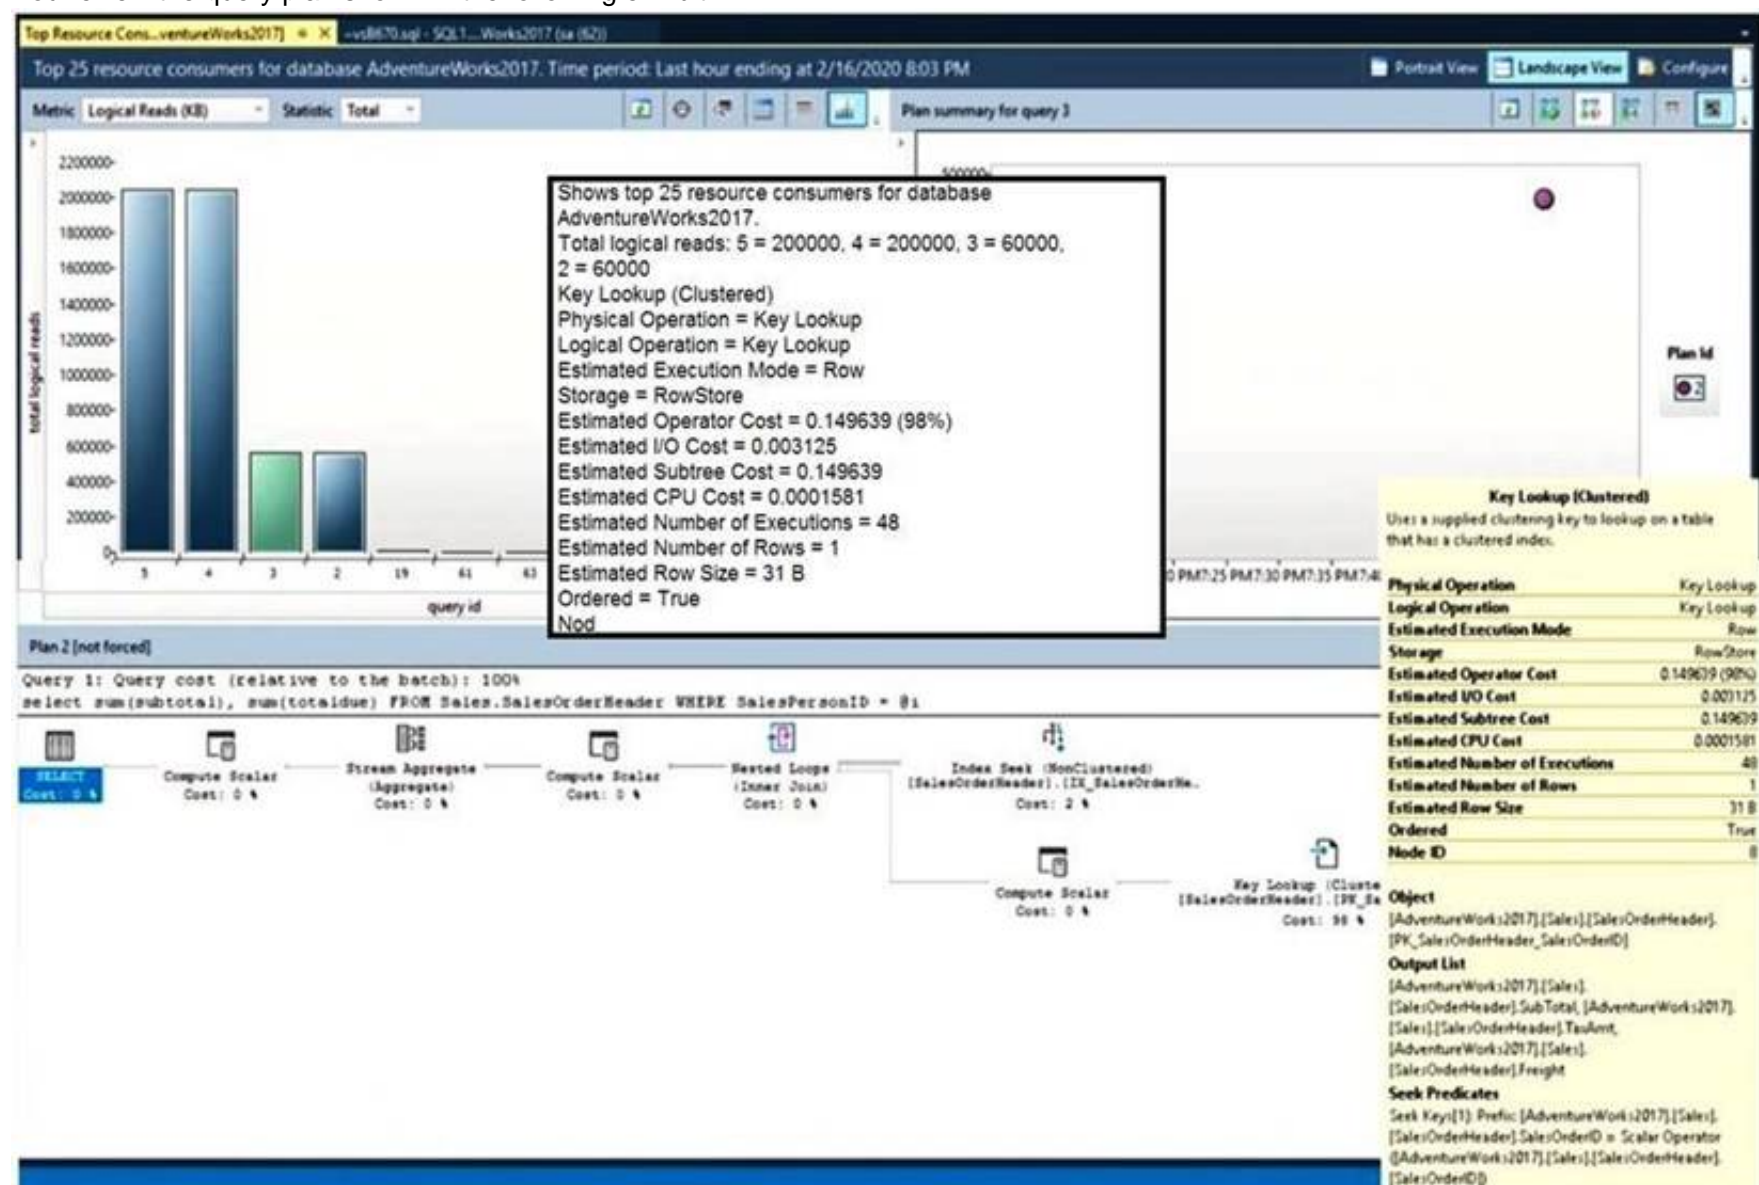 Top Resource Cons...ventureWorks2017]
~vs8670.sql - SQL1....Works2017 (sa (62))
Top 25 resource consumers for database AdventureWorks2017. Time period: Last hour ending at 2/16/2020 8:03 PM
Portrait View
Landscape View
Configure
Metric Logical Reads (KB) Statistic Total
Plan summary for query 3
2200000
2000000
1800000
1600000
1400000
1200000
1000000
800000
600000
400000
200000
0
total logical reads
5 4 3 2 19 61 63
query id
500000
Shows top 25 resource consumers for database
AdventureWorks2017.
Total logical reads: 5 = 200000, 4 = 200000, 3 = 60000,
2 = 60000
Key Lookup (Clustered)
Physical Operation = Key Lookup
Logical Operation = Key Lookup
Estimated Execution Mode = Row
Storage = RowStore
Estimated Operator Cost = 0.149639 (98%)
Estimated I/O Cost = 0.003125
Estimated Subtree Cost = 0.149639
Estimated CPU Cost = 0.0001581
Estimated Number of Executions = 48
Estimated Number of Rows = 1
Estimated Row Size = 31 B
Ordered = True
Nod
Plan Id
2
0 PM7:25 PM7:30 PM7:35 PM7:4
Plan 2 [not forced]
Query 1: Query cost (relative to the batch): 100%
select sum(subtotal), sum(totaldue) FROM Sales.SalesOrderHeader WHERE SalesPersonID = @i
SELECT
Cost: 0 %
Compute Scalar
Cost: 0 %
Stream Aggregate
(Aggregate)
Cost: 0 %
Compute Scalar
Cost: 0 %
Nested Loops
(Inner Join)
Cost: 0 %
Index Seek (NonClustered)
[SalesOrderHeader].[IX_SalesOrderHe...
Cost: 2 %
Compute Scalar
Cost: 0 %
Key Lookup (Cluste
[SalesOrderHeader].[PK_Sa
Cost: 98 %
Key Lookup (Clustered)
Uses a supplied clustering key to lookup on a table
that has a clustered index.
Physical Operation Key Lookup
Logical Operation Key Lookup
Estimated Execution Mode Row
Storage RowStore
Estimated Operator Cost 0.149639 (98%)
Estimated I/O Cost 0.003125
Estimated Subtree Cost 0.149639
Estimated CPU Cost 0.0001581
Estimated Number of Executions 48
Estimated Number of Rows 1
Estimated Row Size 31 B
Ordered True
Node ID 8
Object
[AdventureWorks2017].[Sales].[SalesOrderHeader].
[PK_SalesOrderHeader_SalesOrderID]
Output List
[AdventureWorks2017].[Sales].
[SalesOrderHeader].SubTotal, [AdventureWorks2017].
[Sales].[SalesOrderHeader].TaxAmt,
[AdventureWorks2017].[Sales].
[SalesOrderHeader].Freight
Seek Predicates
Seek Keys[1]: Prefix: [AdventureWorks2017].[Sales].
[SalesOrderHeader].SalesOrderID = Scalar Operator
([AdventureWorks2017].[Sales].[SalesOrderHeader].
[SalesOrderID])